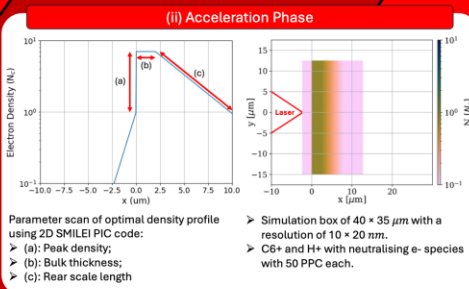 (ii) Acceleration Phase
Electron Density (Nc)
10¹
10⁰
10⁻¹
(a)
(b)
(c)
-10.0 -7.5 -5.0 -2.5 0.0 2.5 5.0 7.5 10.0
x (um)
y [μm]
15
10
5
0
-5
-10
-15
Laser
-10 0 10 20
x [μm]
10¹
10⁰
10⁻¹
Parameter scan of optimal density profile
using 2D SMILEI PIC code:
➢ (a): Peak density;
➢ (b): Bulk thickness;
➢ (c): Rear scale length
➢ Simulation box of 40 * 35 μm with a
resolution of 10 * 20 nm.
➢ C6+ and H+ with neutralising e- species
with 50 PPC each.